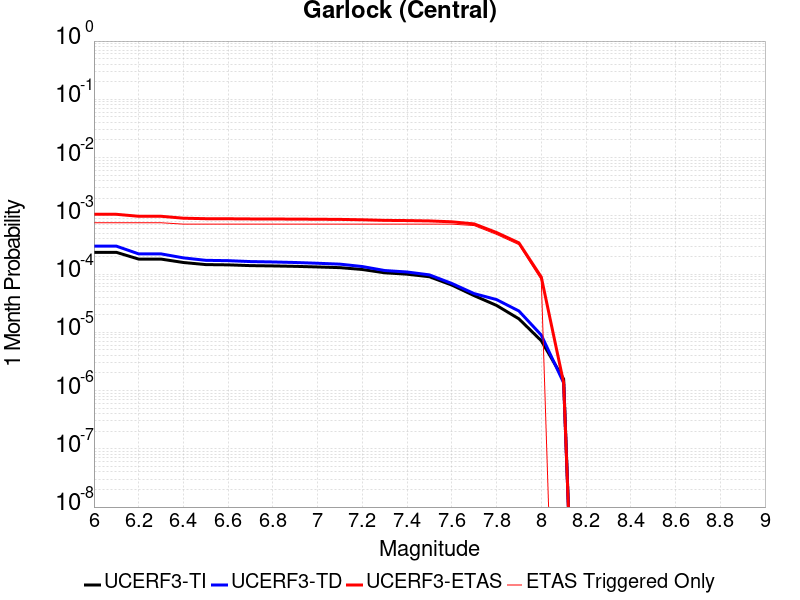 Garlock (Central)
1 Month Probability
10^0
10^-1
10^-2
10^-3
10^-4
10^-5
10^-6
10^-7
10^-8
6 6.2 6.4 6.6 6.8 7 7.2 7.4 7.6 7.8 8 8.2 8.4 8.6 8.8 9
Magnitude
UCERF3-TI UCERF3-TD UCERF3-ETAS ETAS Triggered Only